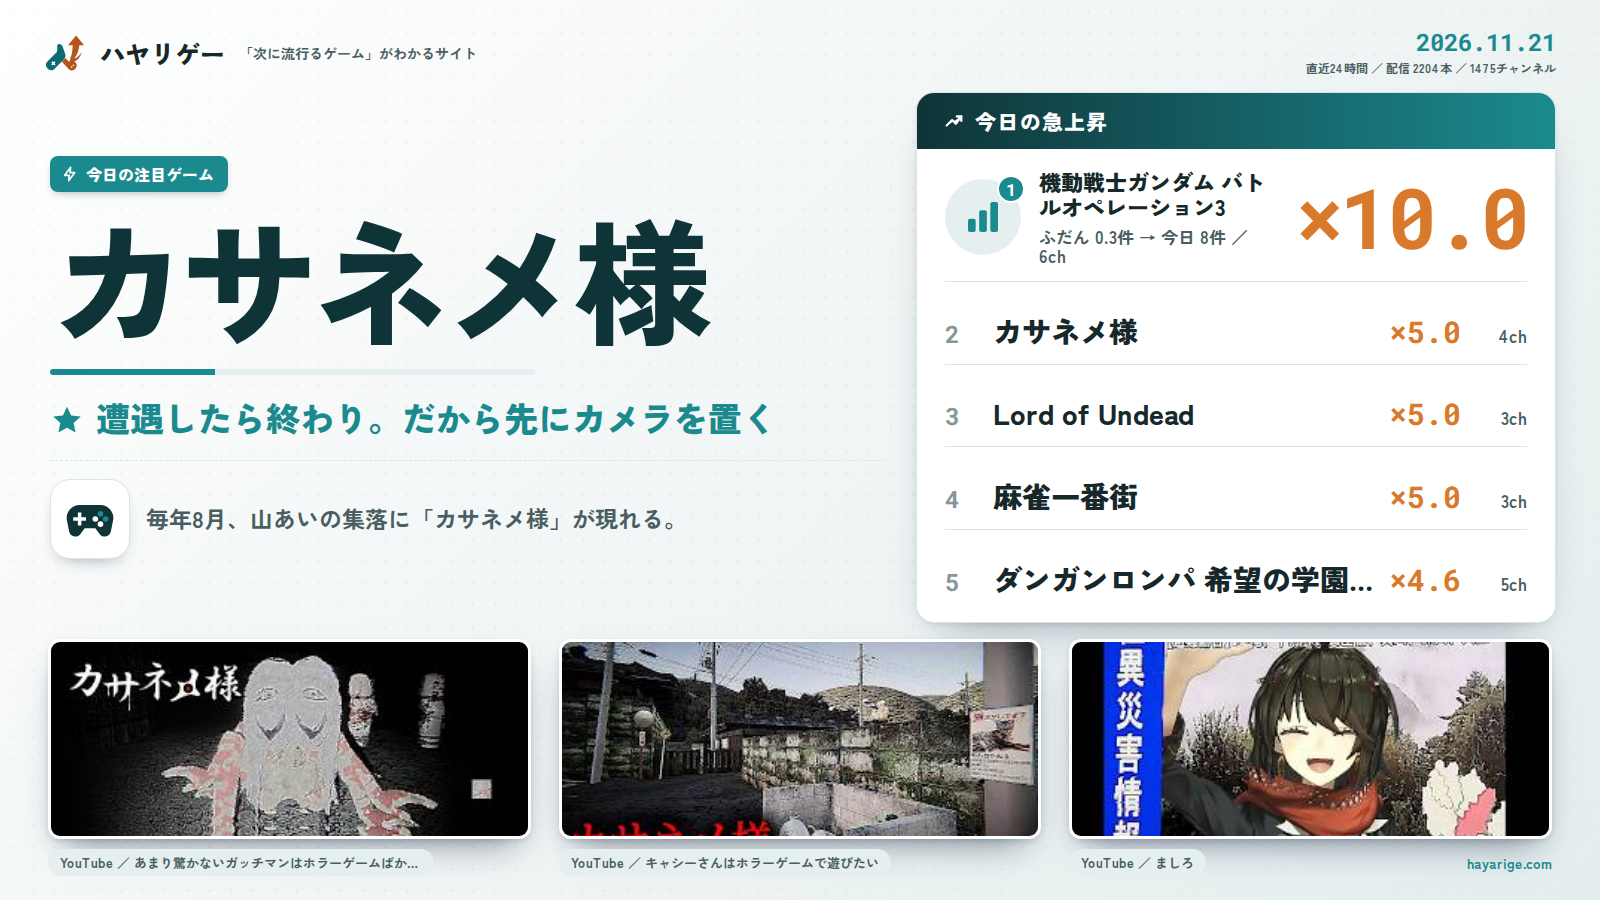 ハヤリゲー
「次に流行るゲーム」がわかるサイト
2026.11.21
直近24時間 ／ 配信 2204本 ／ 1475チャンネル
今日の注目ゲーム
カサネメ様
遭遇したら終わり。だから先にカメラを置く
毎年8月、山あいの集落に「カサネメ様」が現れる。
今日の急上昇
1
機動戦士ガンダム バト
ルオペレーション3
ふだん 0.3件 → 今日 8件 ／
6ch
×10.0
2 カサネメ様 ×5.0 4ch
3 Lord of Undead ×5.0 3ch
4 麻雀一番街 ×5.0 3ch
5 ダンガンロンパ 希望の学園... ×4.6 5ch
カサネメ様
カサネメ様
異災害情報
YouTube ／ あまり驚かないガッチマンはホラーゲームばか...
YouTube ／ キャシーさんはホラーゲームで遊びたい
YouTube ／ ましろ
hayarige.com